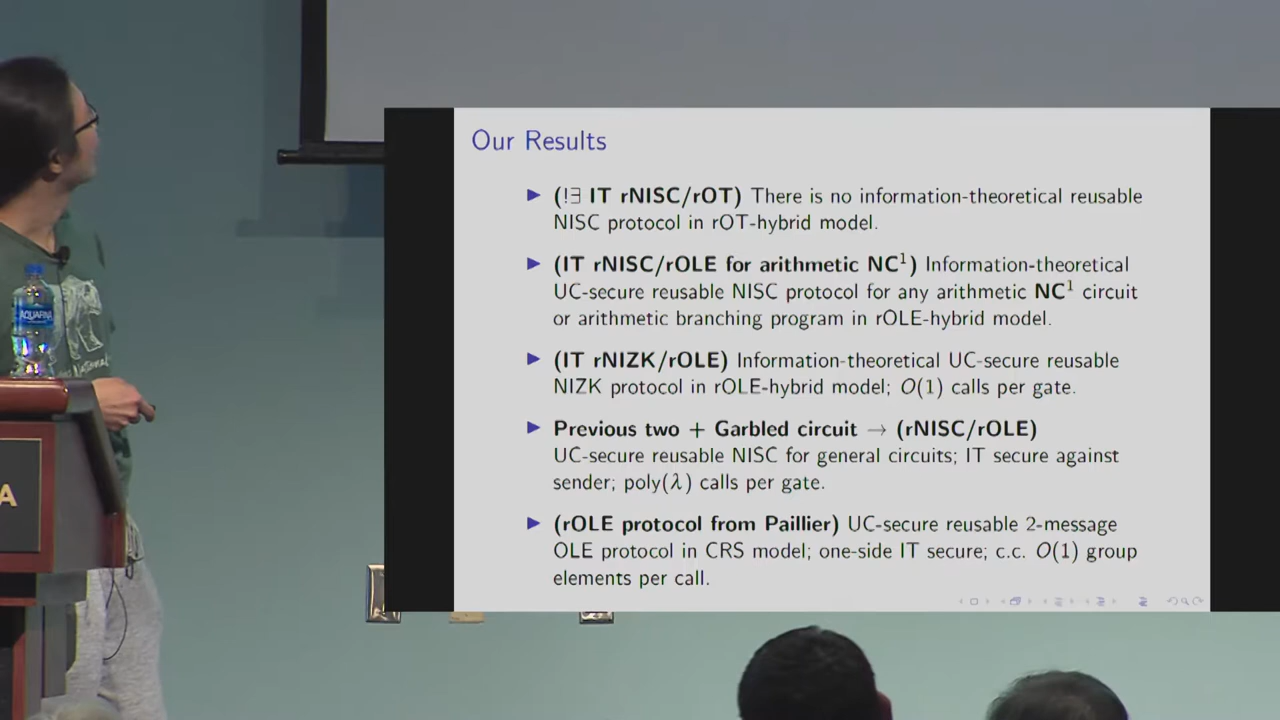 Our Results
(!∃ IT rNISC/rOT) There is no information-theoretical reusable
NISC protocol in rOT-hybrid model.
(IT rNISC/rOLE for arithmetic NC¹) Information-theoretical
UC-secure reusable NISC protocol for any arithmetic NC¹ circuit
or arithmetic branching program in rOLE-hybrid model.
(IT rNIZK/rOLE) Information-theoretical UC-secure reusable
NIZK protocol in rOLE-hybrid model; O(1) calls per gate.
Previous two + Garbled circuit → (rNISC/rOLE)
UC-secure reusable NISC for general circuits; IT secure against
sender; poly(λ) calls per gate.
(rOLE protocol from Paillier) UC-secure reusable 2-message
OLE protocol in CRS model; one-side IT secure; c.c. O(1) group
elements per call.
AQUAFINA
A